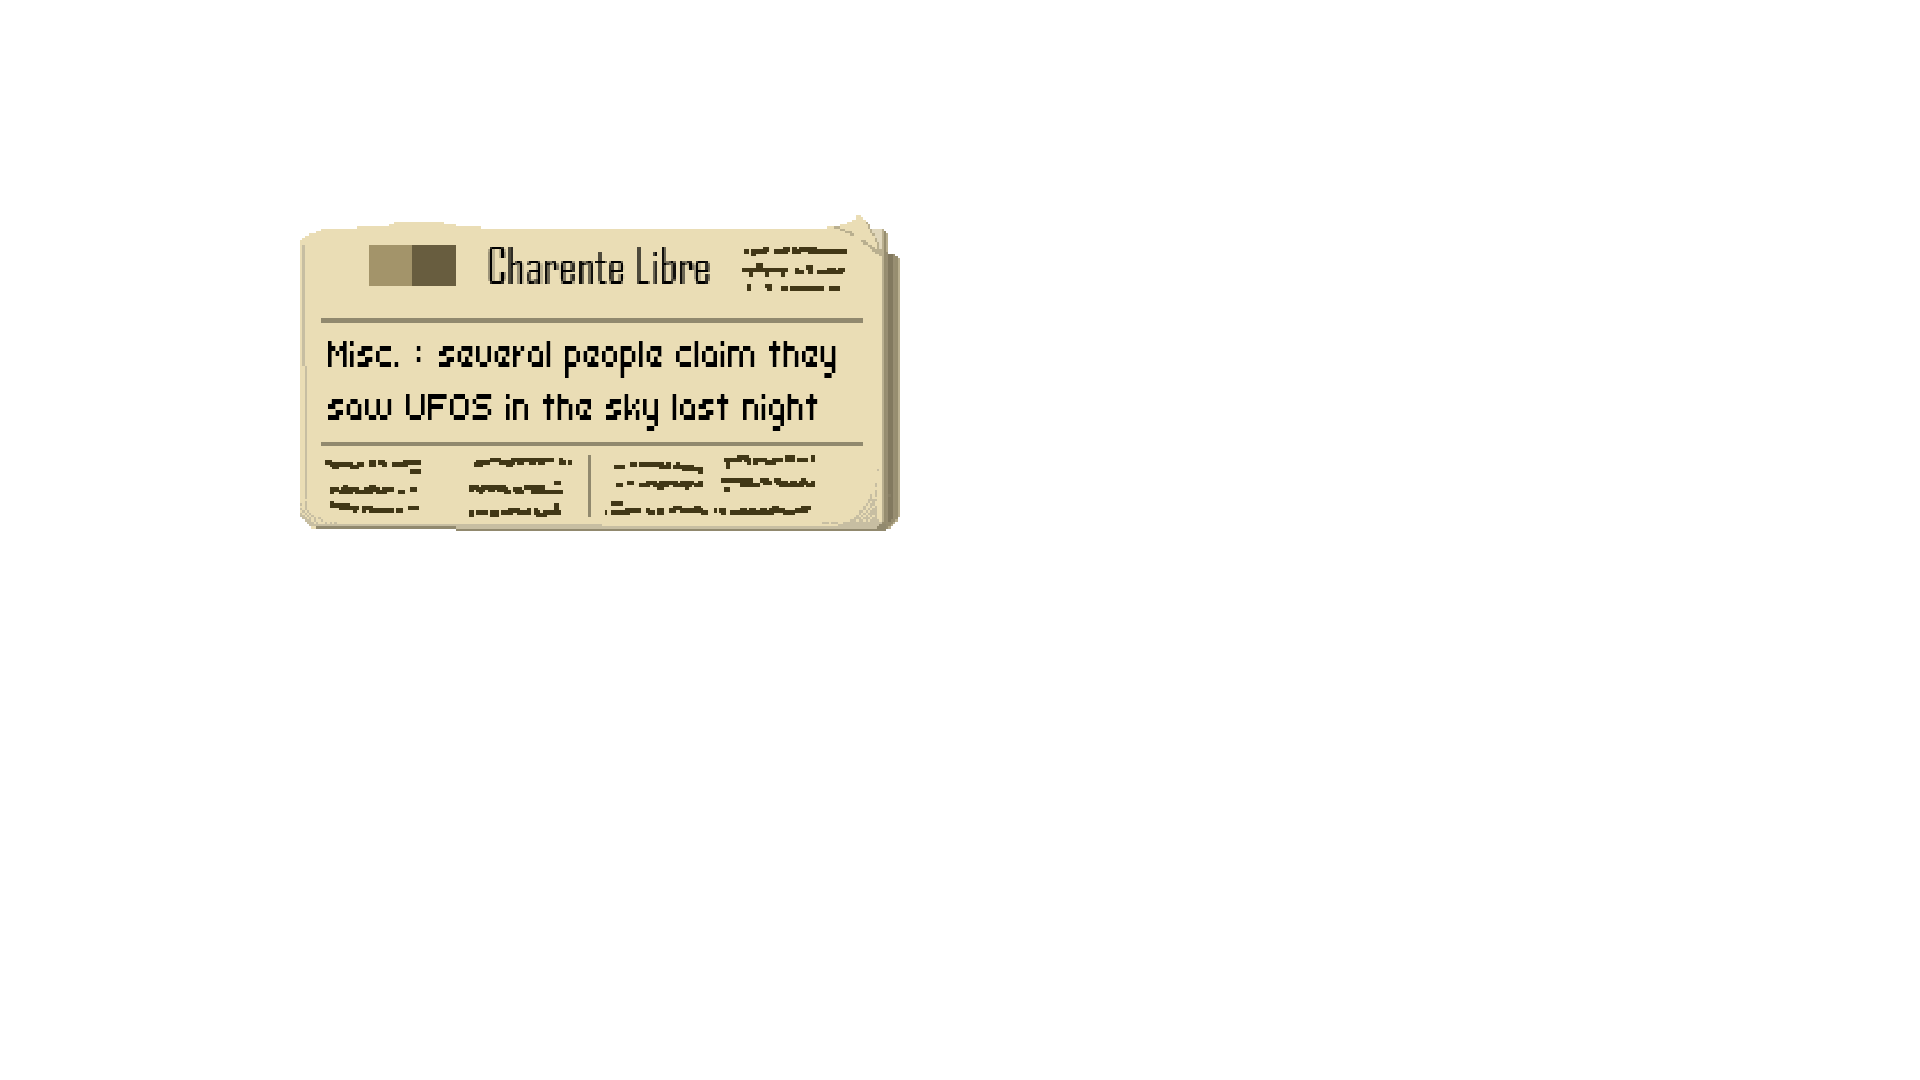 Charente Libre
Misc. : several people claim they
saw UFOS in the sky last night